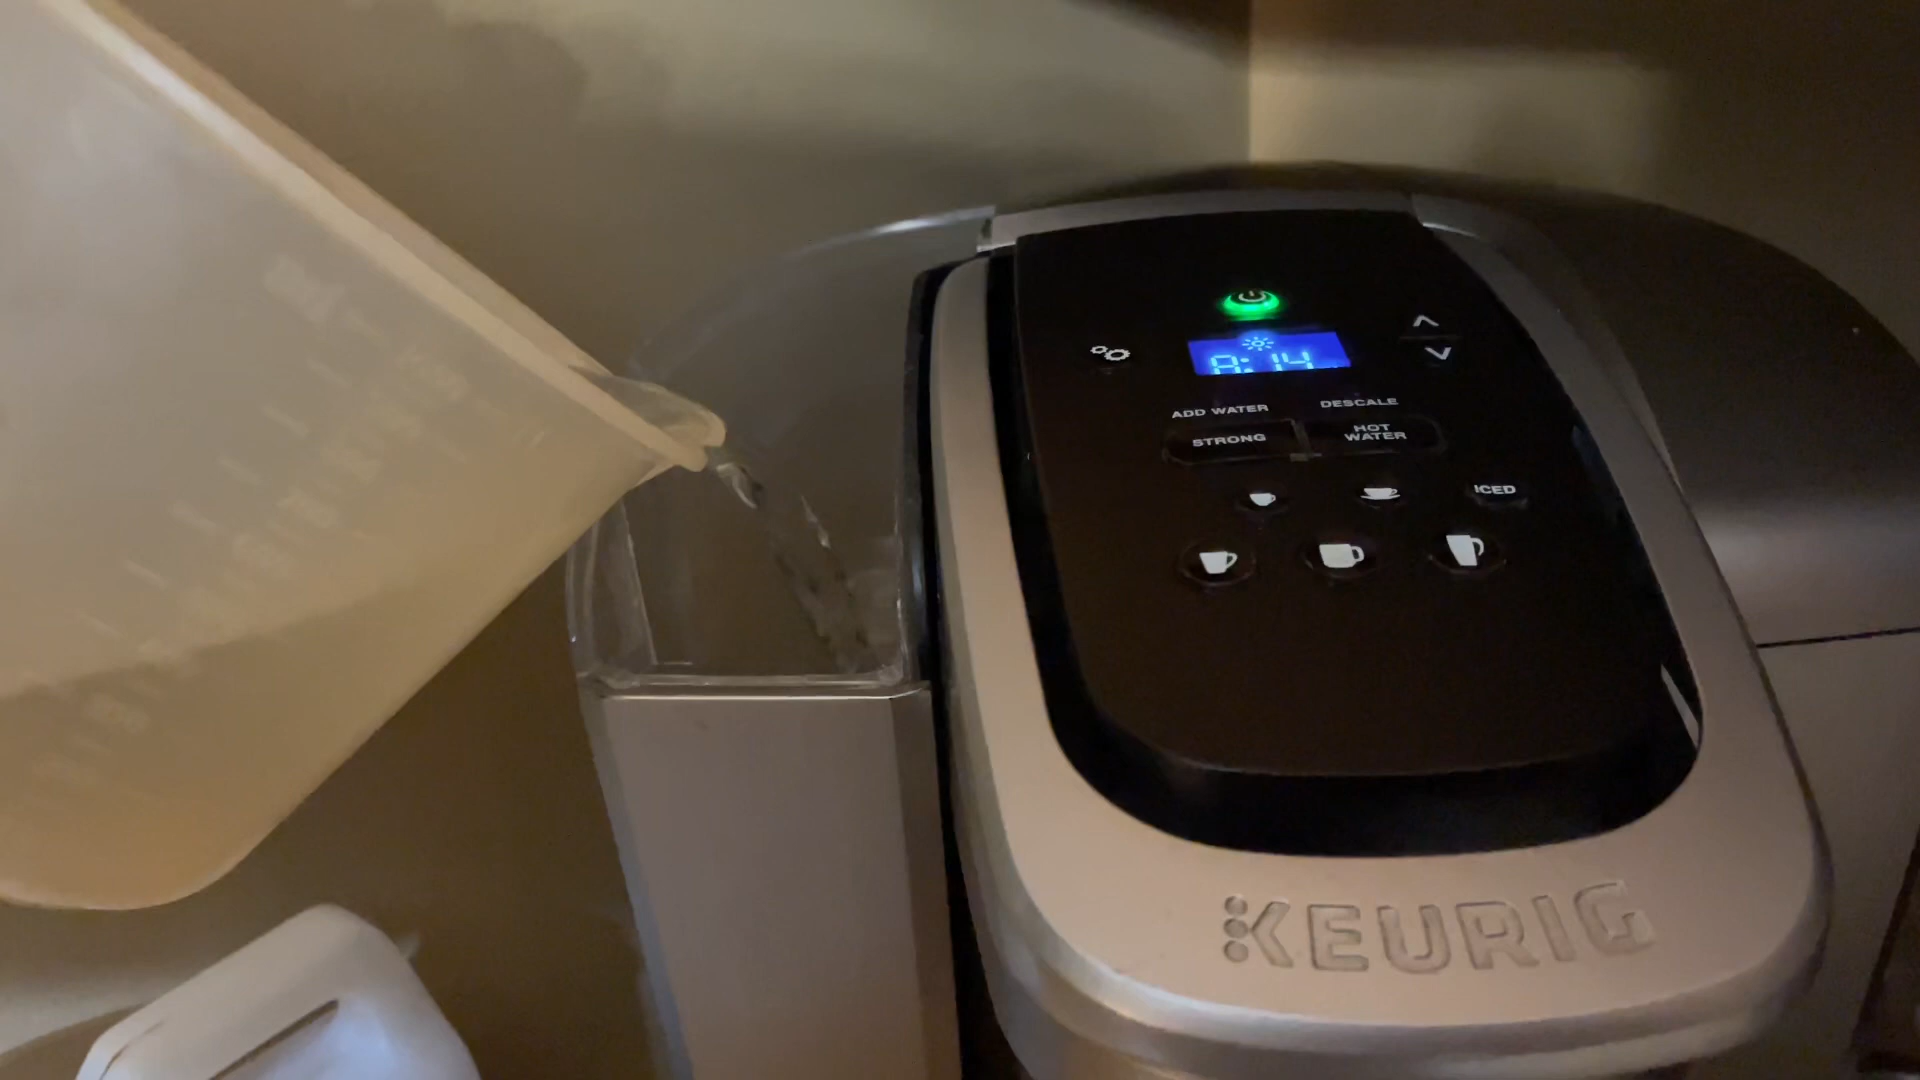 8:14
ADD WATER
DESCALE
STRONG
HOT
WATER
ICED
KEURIG